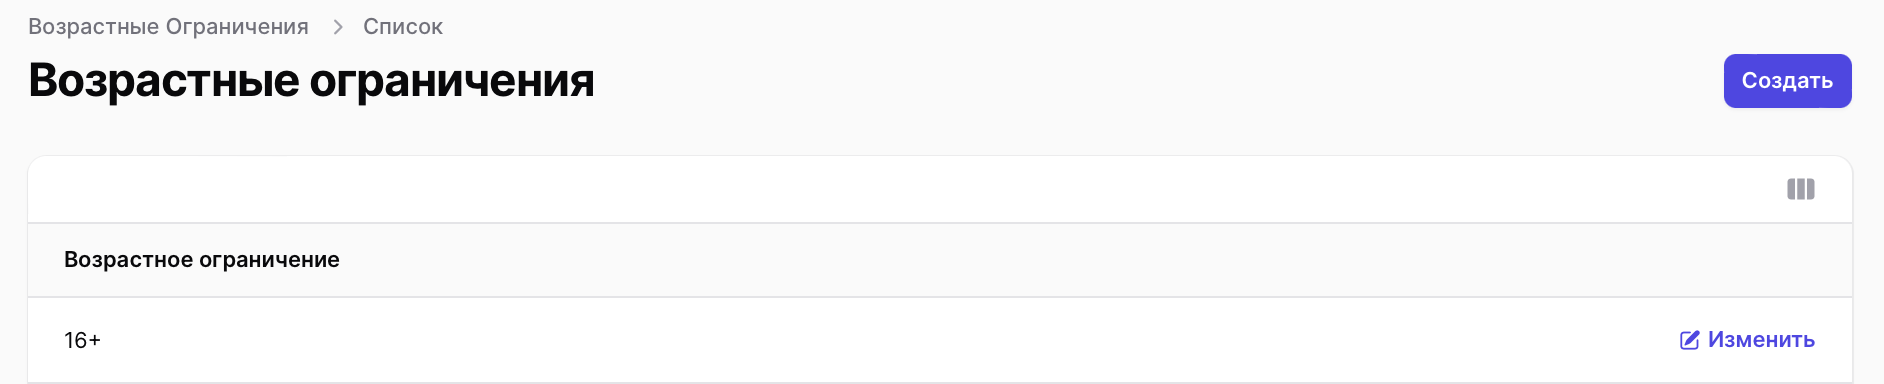 Возрастные Ограничения > Список
Возрастные ограничения
Создать
Возрастное ограничение
16+ Изменить